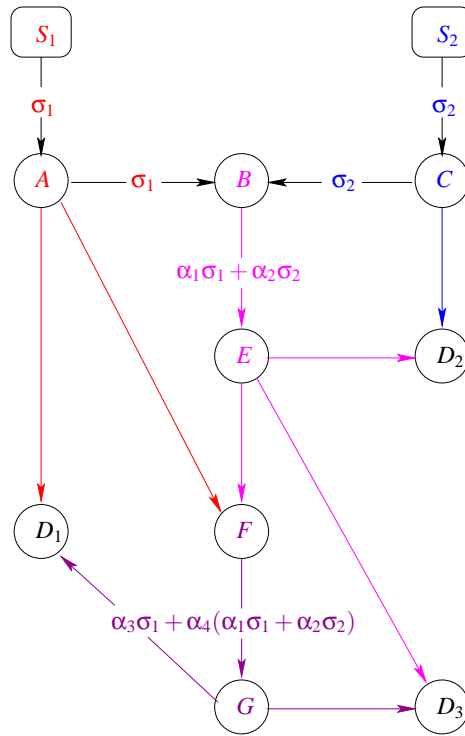 S₁ S₂
σ₁ σ₂
A σ₁ B σ₂ C
α₁σ₁ + α₂σ₂
E D₂
D₁ F
α₃σ₁ + α₄(α₁σ₁ + α₂σ₂)
G D₃